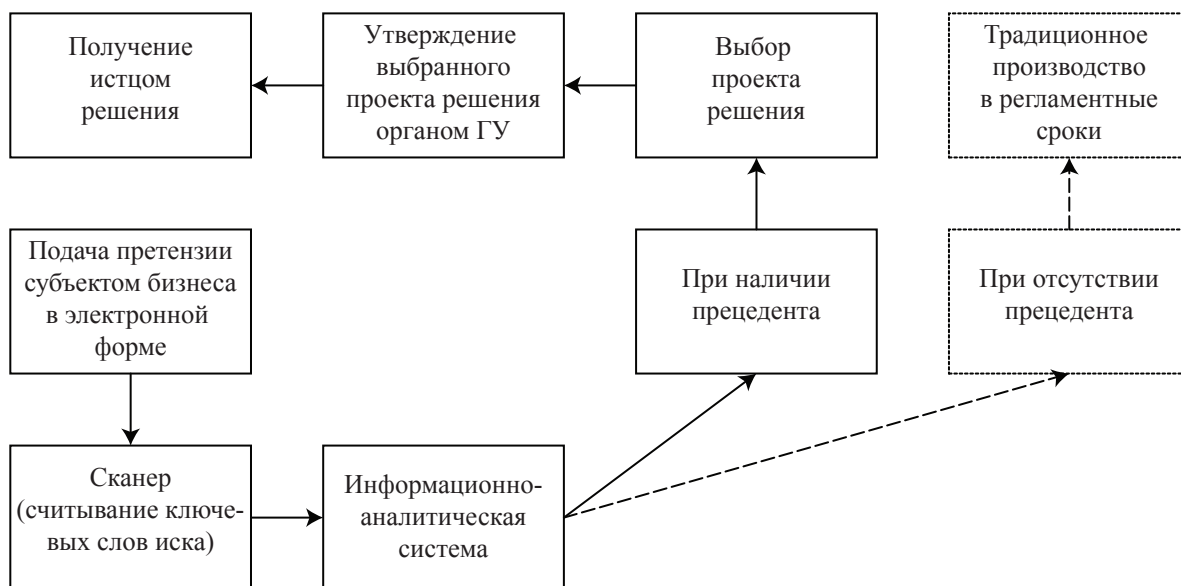 Получение
истцом
решения
Утверждение
выбранного
проекта решения
органом ГУ
Выбор
проекта
решения
Традиционное
производство
в регламентные
сроки
Подача претензии
субъектом бизнеса
в электронной
форме
При наличии
прецедента
При отсутствии
прецедента
Сканер
(считывание ключе-
вых слов иска)
Информационно-
аналитическая
система